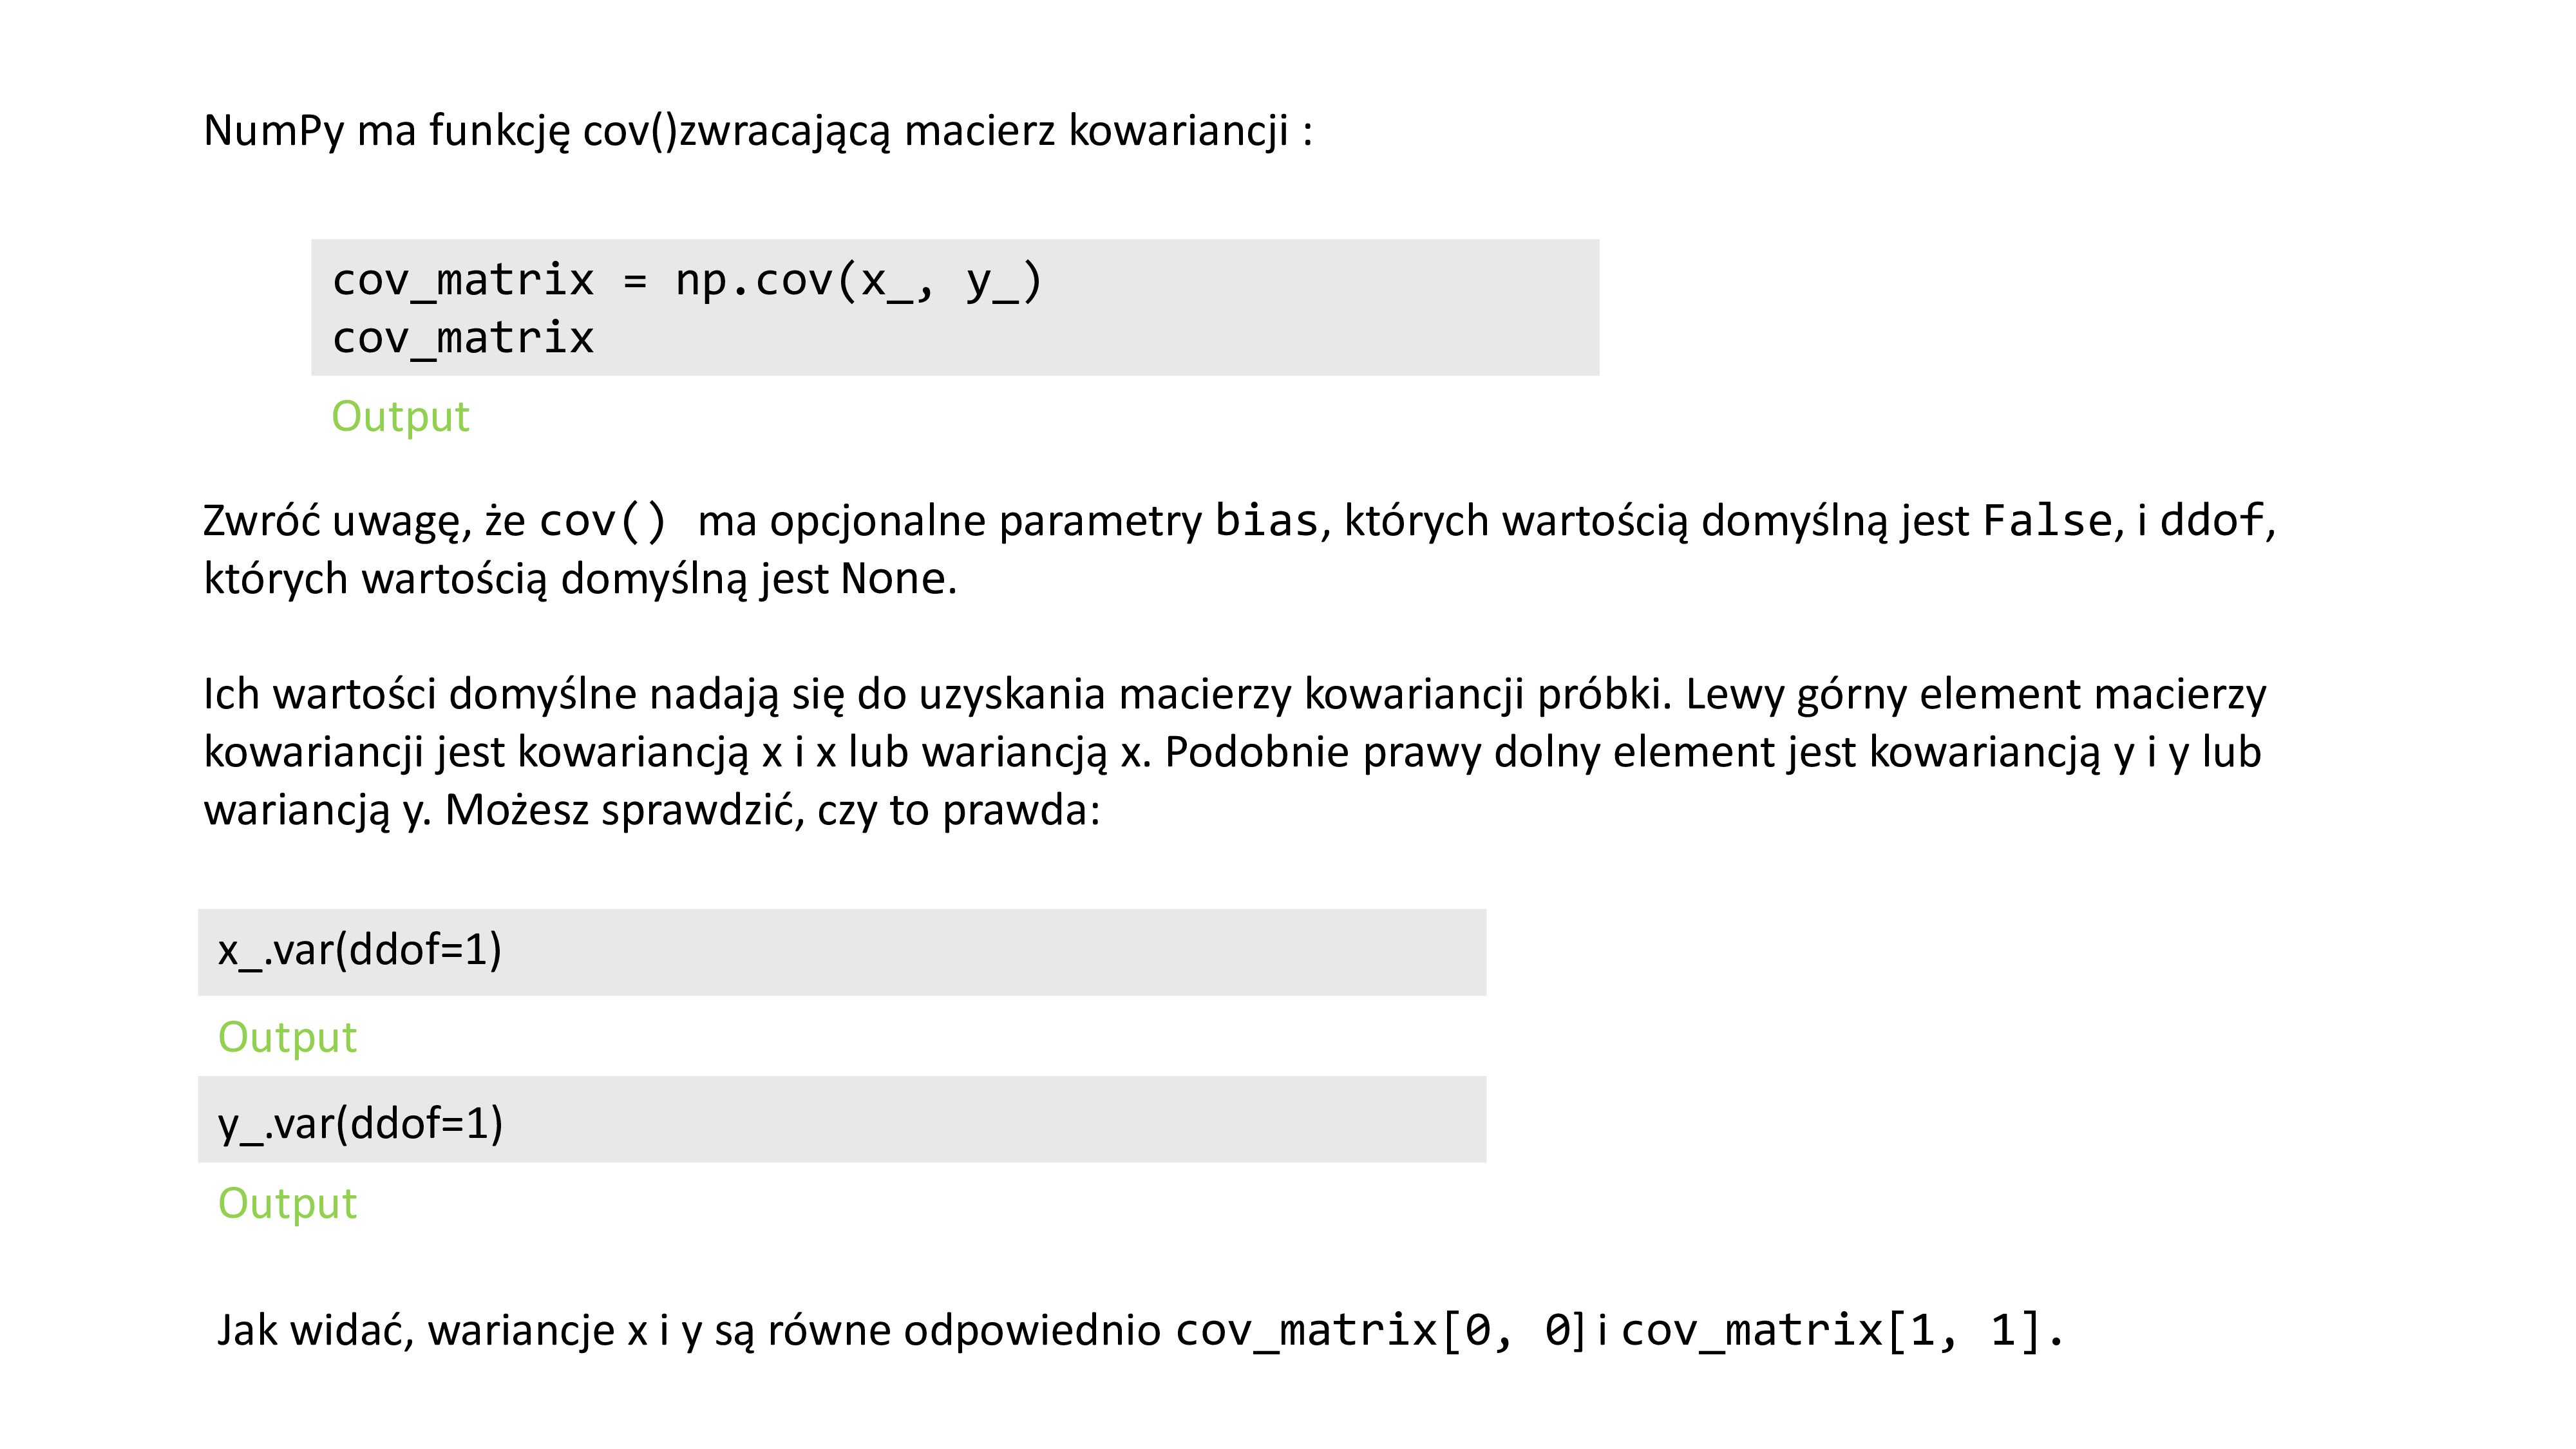 NumPy ma funkcję cov()zwracającą macierz kowariancji :
cov_matrix = np.cov(x_, y_)
cov_matrix
Output
Zwróć uwagę, że cov() ma opcjonalne parametry bias, których wartością domyślną jest False, i ddof,
których wartością domyślną jest None.
Ich wartości domyślne nadają się do uzyskania macierzy kowariancji próbki. Lewy górny element macierzy
kowariancji jest kowariancją x i x lub wariancją x. Podobnie prawy dolny element jest kowariancją y i y lub
wariancją y. Możesz sprawdzić, czy to prawda:
x_.var(ddof=1)
Output
y_.var(ddof=1)
Output
Jak widać, wariancje x i y są równe odpowiednio cov_matrix[0, 0] i cov_matrix[1, 1].